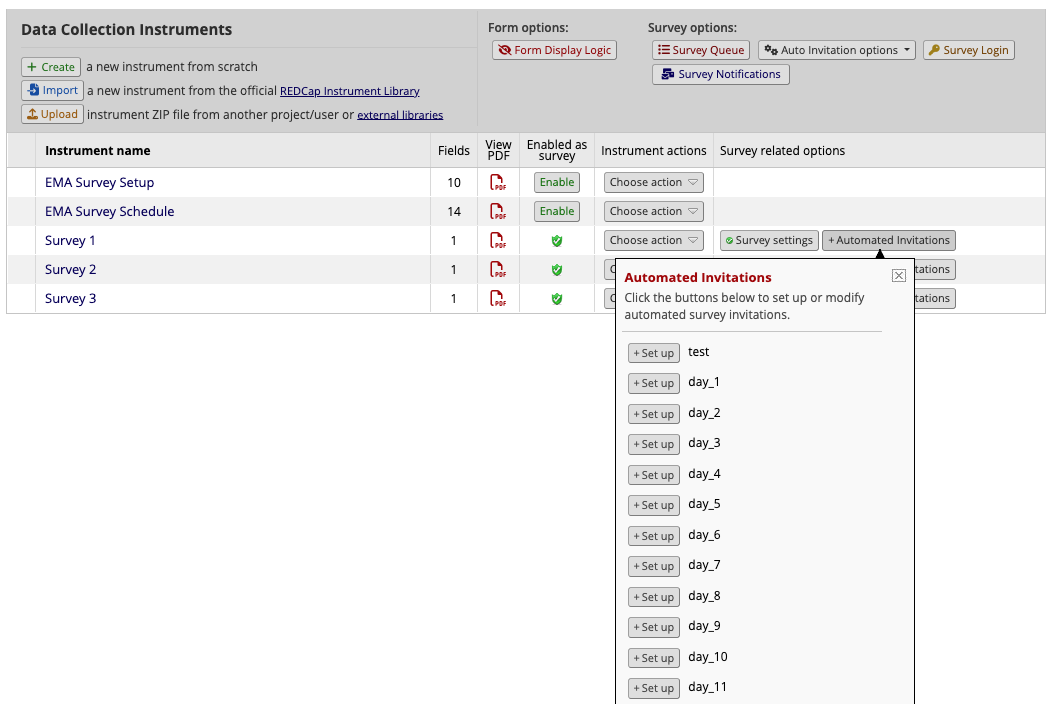 Data Collection Instruments
Form options:
Survey options:
Form Display Logic
Survey Queue
Auto Invitation options
Survey Login
Survey Notifications
+ Create a new instrument from scratch
Import a new instrument from the official REDCap Instrument Library
Upload instrument ZIP file from another project/user or external libraries
Instrument name
Fields
View PDF
Enabled as survey
Instrument actions
Survey related options
EMA Survey Setup 10 PDF Enable Choose action
EMA Survey Schedule 14 PDF Enable Choose action
Survey 1 1 PDF Choose action Survey settings + Automated Invitations
Survey 2 1 PDF
Survey 3 1 PDF
Automated Invitations
Click the buttons below to set up or modify
automated survey invitations.
+ Set up test
+ Set up day_1
+ Set up day_2
+ Set up day_3
+ Set up day_4
+ Set up day_5
+ Set up day_6
+ Set up day_7
+ Set up day_8
+ Set up day_9
+ Set up day_10
+ Set up day_11